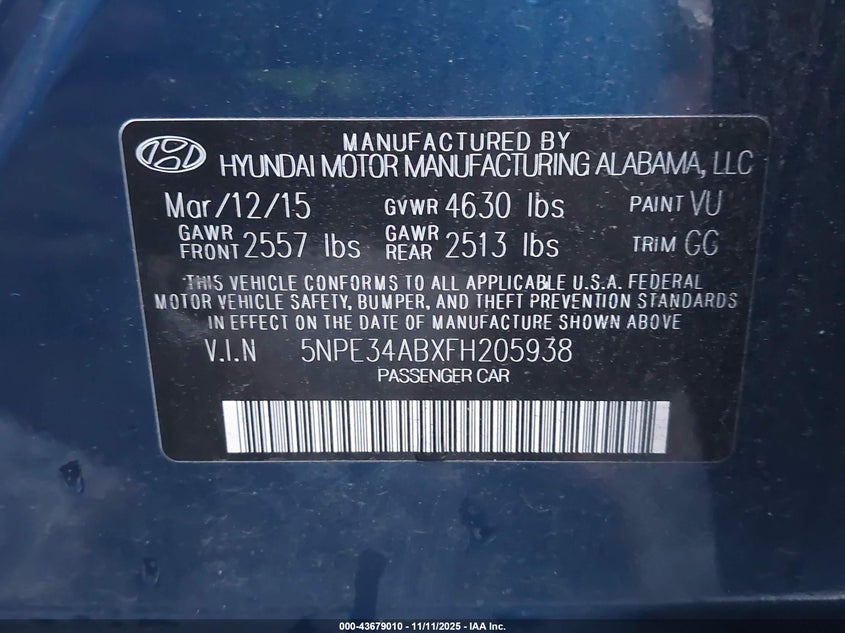 MANUFACTURED BY
HYUNDAI MOTOR MANUFACTURING ALABAMA, LLC
Mar/12/15 GVWR 4630 lbs PAINT VU
GAWR FRONT 2557 lbs GAWR REAR 2513 lbs TRIM GG
THIS VEHICLE CONFORMS TO ALL APPLICABLE U.S.A. FEDERAL
MOTOR VEHICLE SAFETY, BUMPER, AND THEFT PREVENTION STANDARDS
IN EFFECT ON THE DATE OF MANUFACTURE SHOWN ABOVE
V.I.N 5NPE34ABXFH205938
PASSENGER CAR
000-43679010 - 11/11/2025 - IAA Inc.